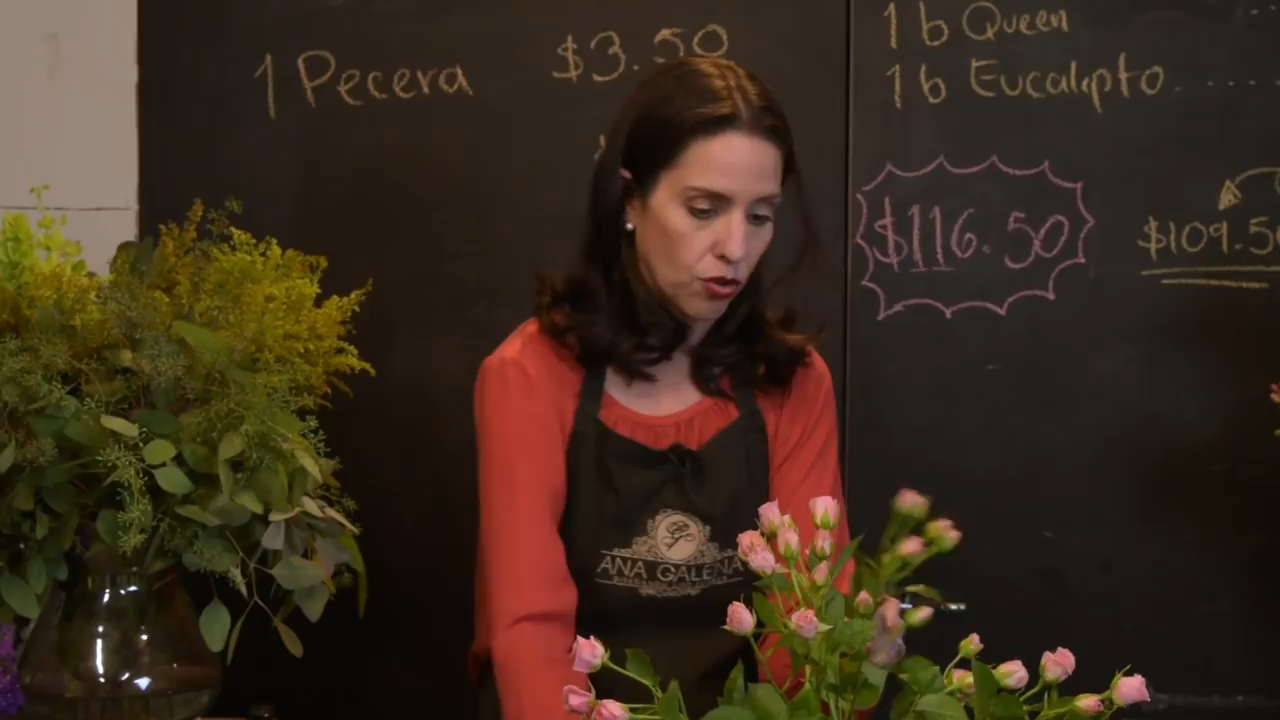 1 Pecera $3.50
1 b Queen
1 b Eucalipto
$116.50
$109.5
ANA GALENA